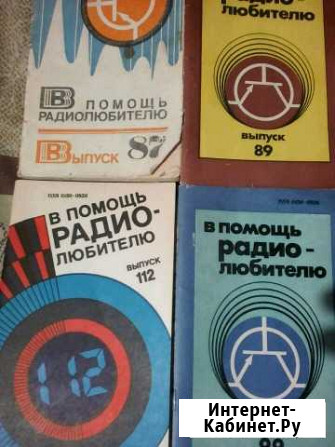 В ПОМОЩЬ
РАДИОЛЮБИТЕЛЮ
Выпуск 87
радио-
любителю
выпуск
89
В ПОМОЩЬ
РАДИО-
ЛЮБИТЕЛЮ
ВЫПУСК
112
112
в помощь
радио-
любителю
Интернет-
Кабинет.Ру